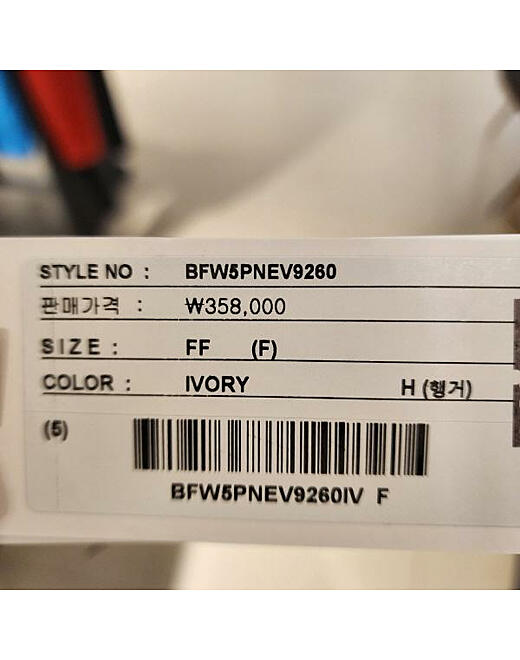 STYLE NO : BFW5PNEV9260
판매가격 : ₩358,000
SIZE : FF (F)
COLOR : IVORY H (행거)
(5)
BFW5PNEV9260IV F